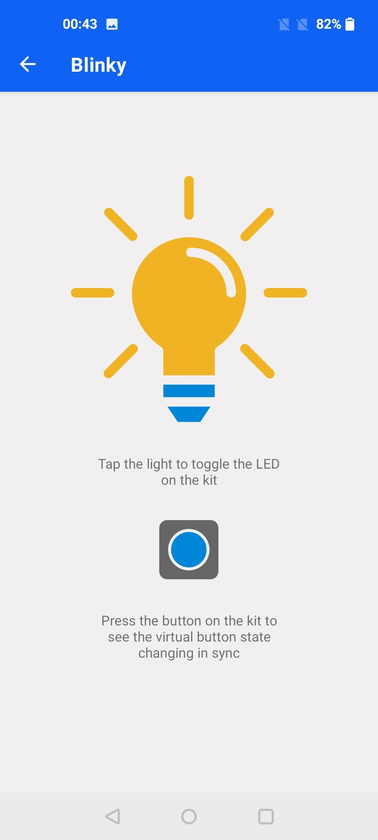 00:43
82%
Blinky
Tap the light to toggle the LED
on the kit
Press the button on the kit to
see the virtual button state
changing in sync